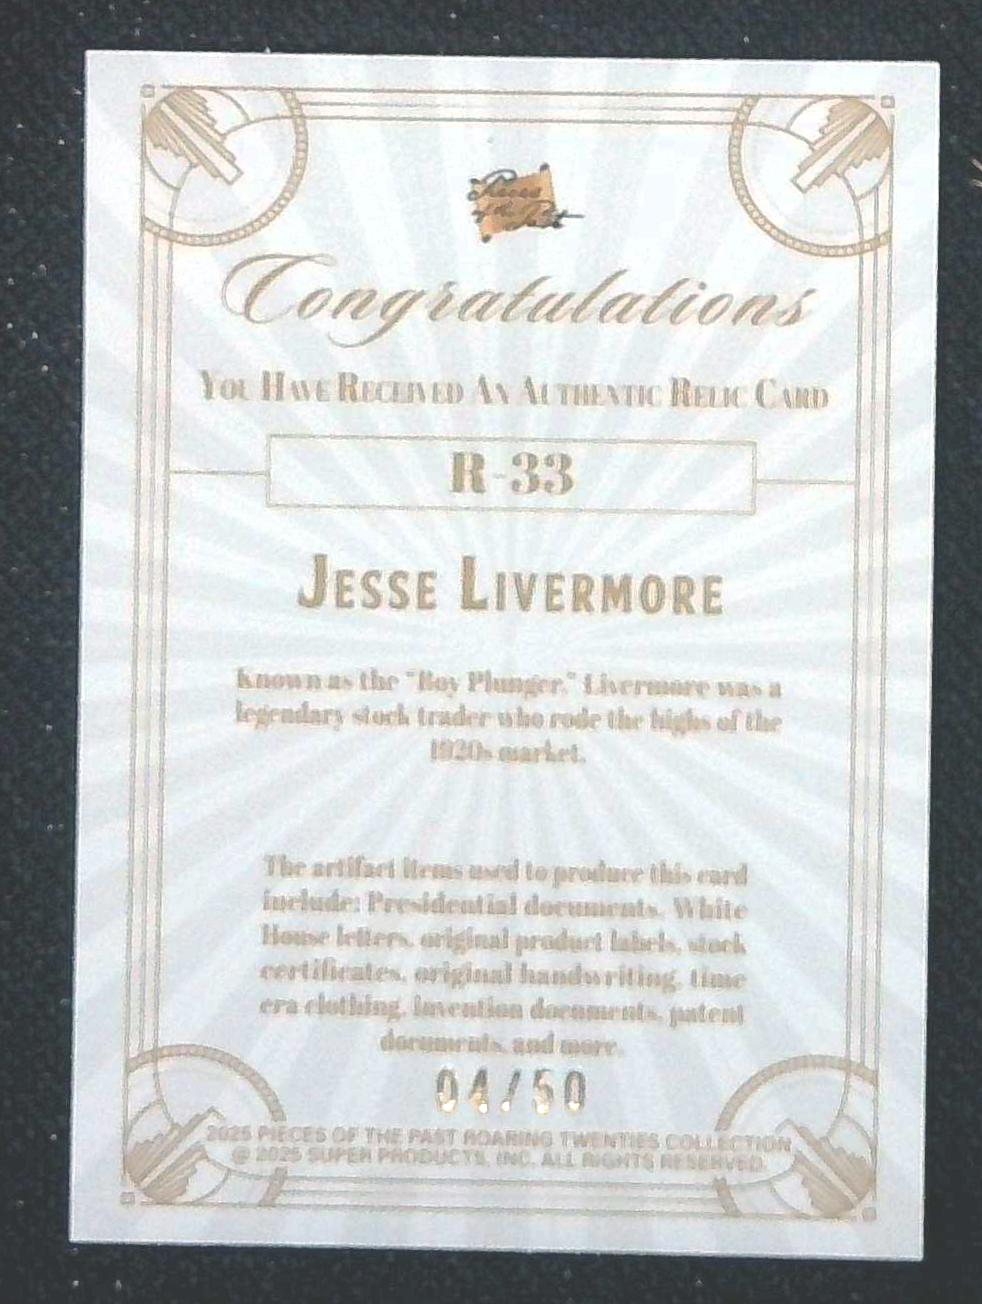 Pieces
of the Past
Congratulations
You Have Received An Authentic Relic Card
R-33
Jesse Livermore
Known as the "Boy Plunger," Livermore was a
legendary stock trader who rode the highs of the
1920s market.
The artifact items used to produce this card
include: Presidential documents, White
House letters, original product labels, stock
certificates, original handwriting, time
era clothing, invention documents, patent
documents, and more.
04/50
2025 PIECES OF THE PAST ROARING TWENTIES COLLECTION
© 2025 SUPER PRODUCTS, INC. ALL RIGHTS RESERVED.